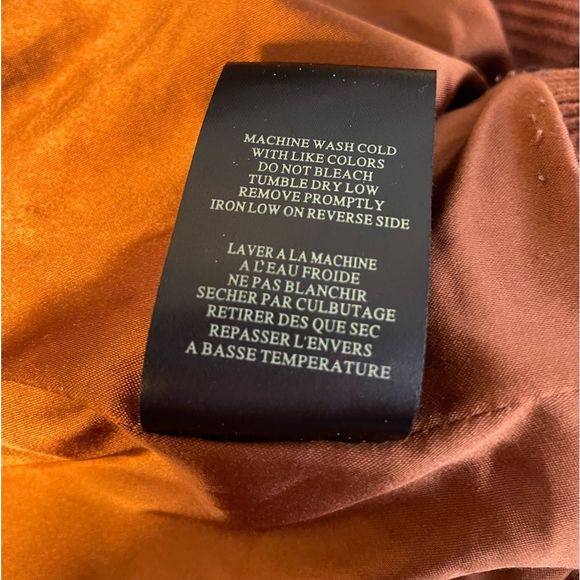 MACHINE WASH COLD
WITH LIKE COLORS
DO NOT BLEACH
TUMBLE DRY LOW
REMOVE PROMPTLY
IRON LOW ON REVERSE SIDE
LAVER A LA MACHINE
A L'EAU FROIDE
NE PAS BLANCHIR
SECHER PAR CULBUTAGE
RETIRER DES QUE SEC
REPASSER L'ENVERS
A BASSE TEMPERATURE